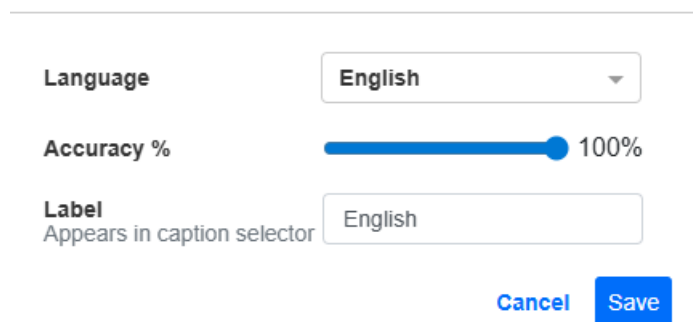 Language English
Accuracy % 100%
Label
Appears in caption selector English
Cancel Save